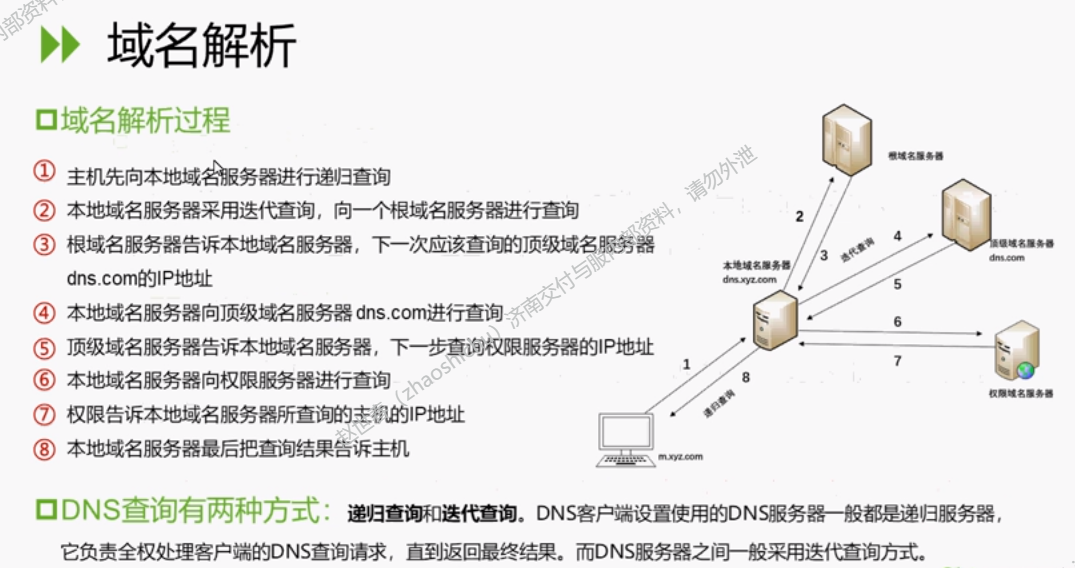 域名解析
域名解析过程
① 主机先向本地域名服务器进行递归查询
② 本地域名服务器采用迭代查询，向一个根域名服务器进行查询
③ 根域名服务器告诉本地域名服务器，下一次应该查询的顶级域名服务器
dns.com的IP地址
④ 本地域名服务器向顶级域名服务器dns.com进行查询
⑤ 顶级域名服务器告诉本地域名服务器，下一步查询权限服务器的IP地址
⑥ 本地域名服务器向权限服务器进行查询
⑦ 权限告诉本地域名服务器所查询的主机的IP地址
⑧ 本地域名服务器最后把查询结果告诉主机
根域名服务器
顶级域名服务器
dns.com
本地域名服务器
dns.xyz.com
权限域名服务器
m.xyz.com
迭代查询
递归查询
1
2
3
4
5
6
7
8
DNS查询有两种方式：递归查询和迭代查询。DNS客户端设置使用的DNS服务器一般都是递归服务器，
它负责全权处理客户端的DNS查询请求，直到返回最终结果。而DNS服务器之间一般采用迭代查询方式。
济南交付与服务部资料，请勿外泄